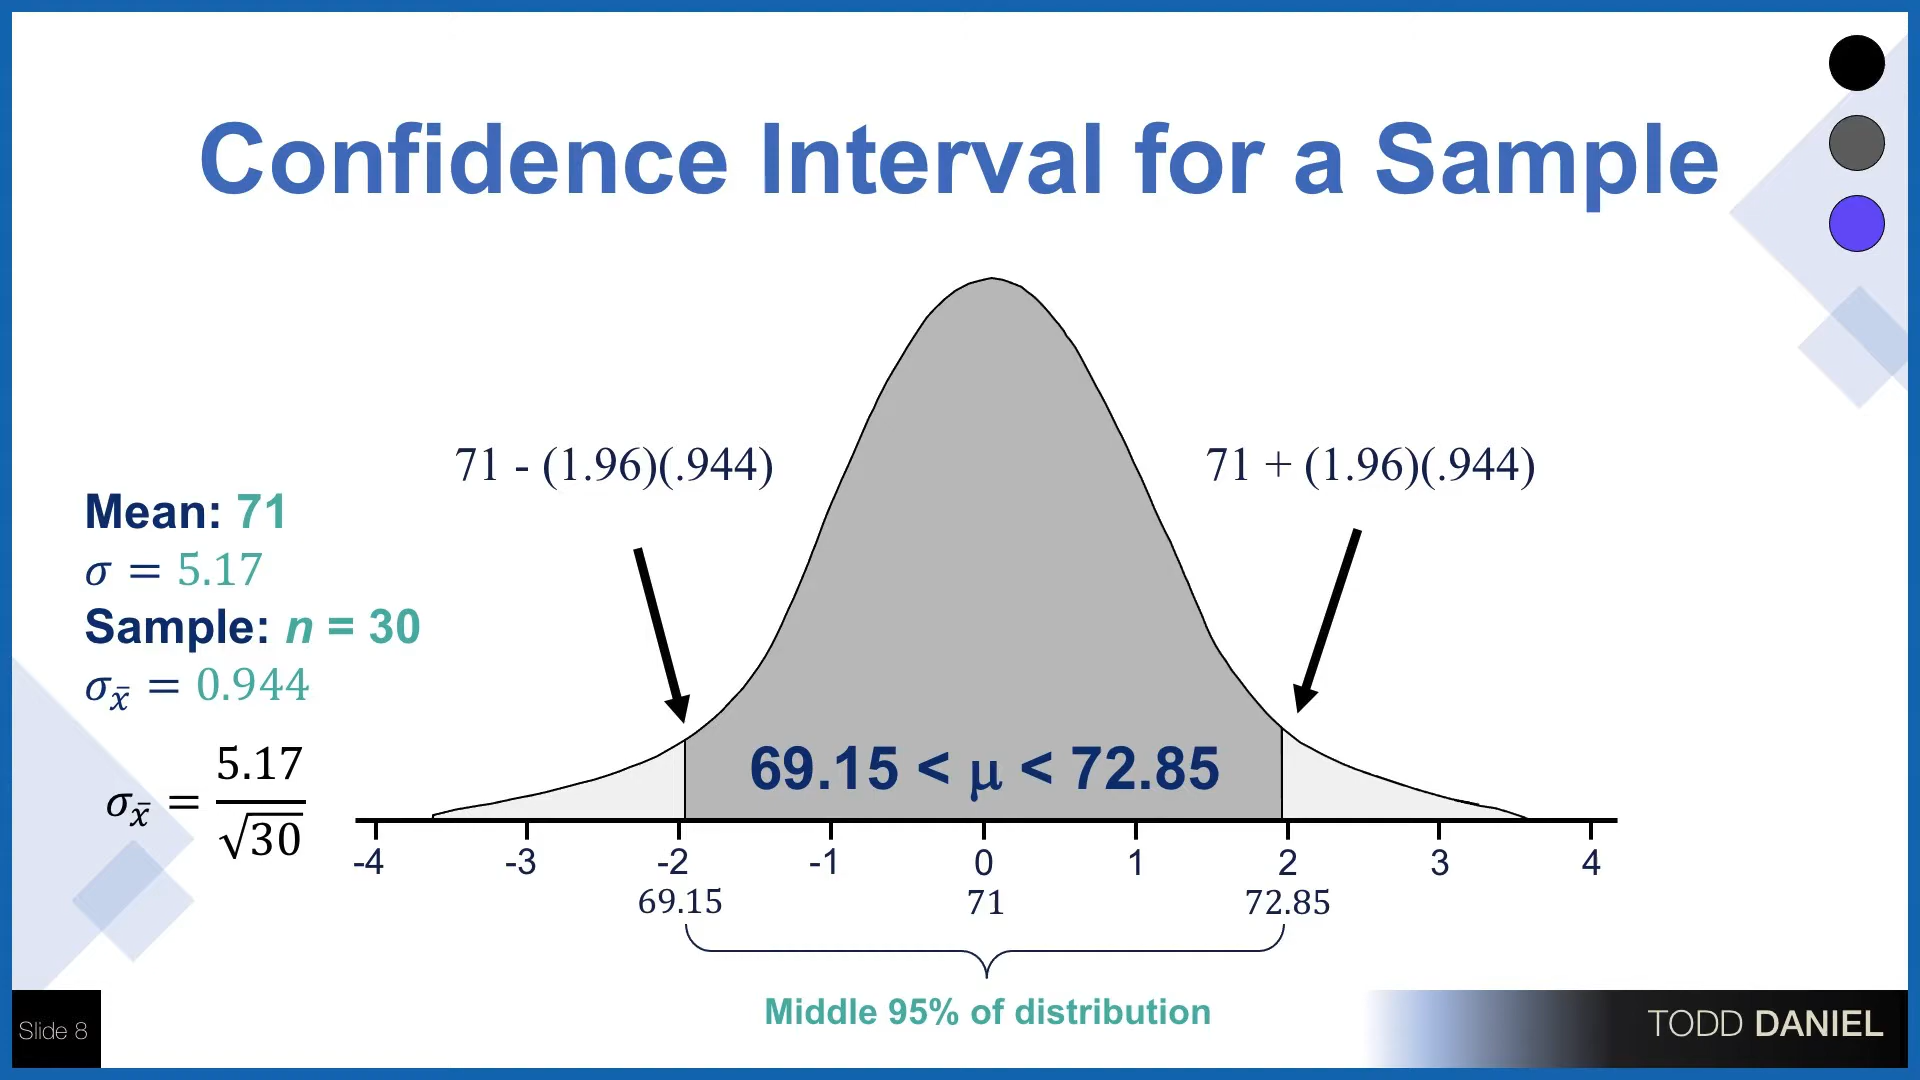 Confidence Interval for a Sample
71 - (1.96)(.944)
71 + (1.96)(.944)
Mean: 71
σ = 5.17
Sample: n = 30
σx̄ = 0.944
σx̄ = 5.17
√30
69.15 < μ < 72.85
-4 -3 -2 -1 0 1 2 3 4
69.15 71 72.85
Middle 95% of distribution
Slide 8
TODD DANIEL